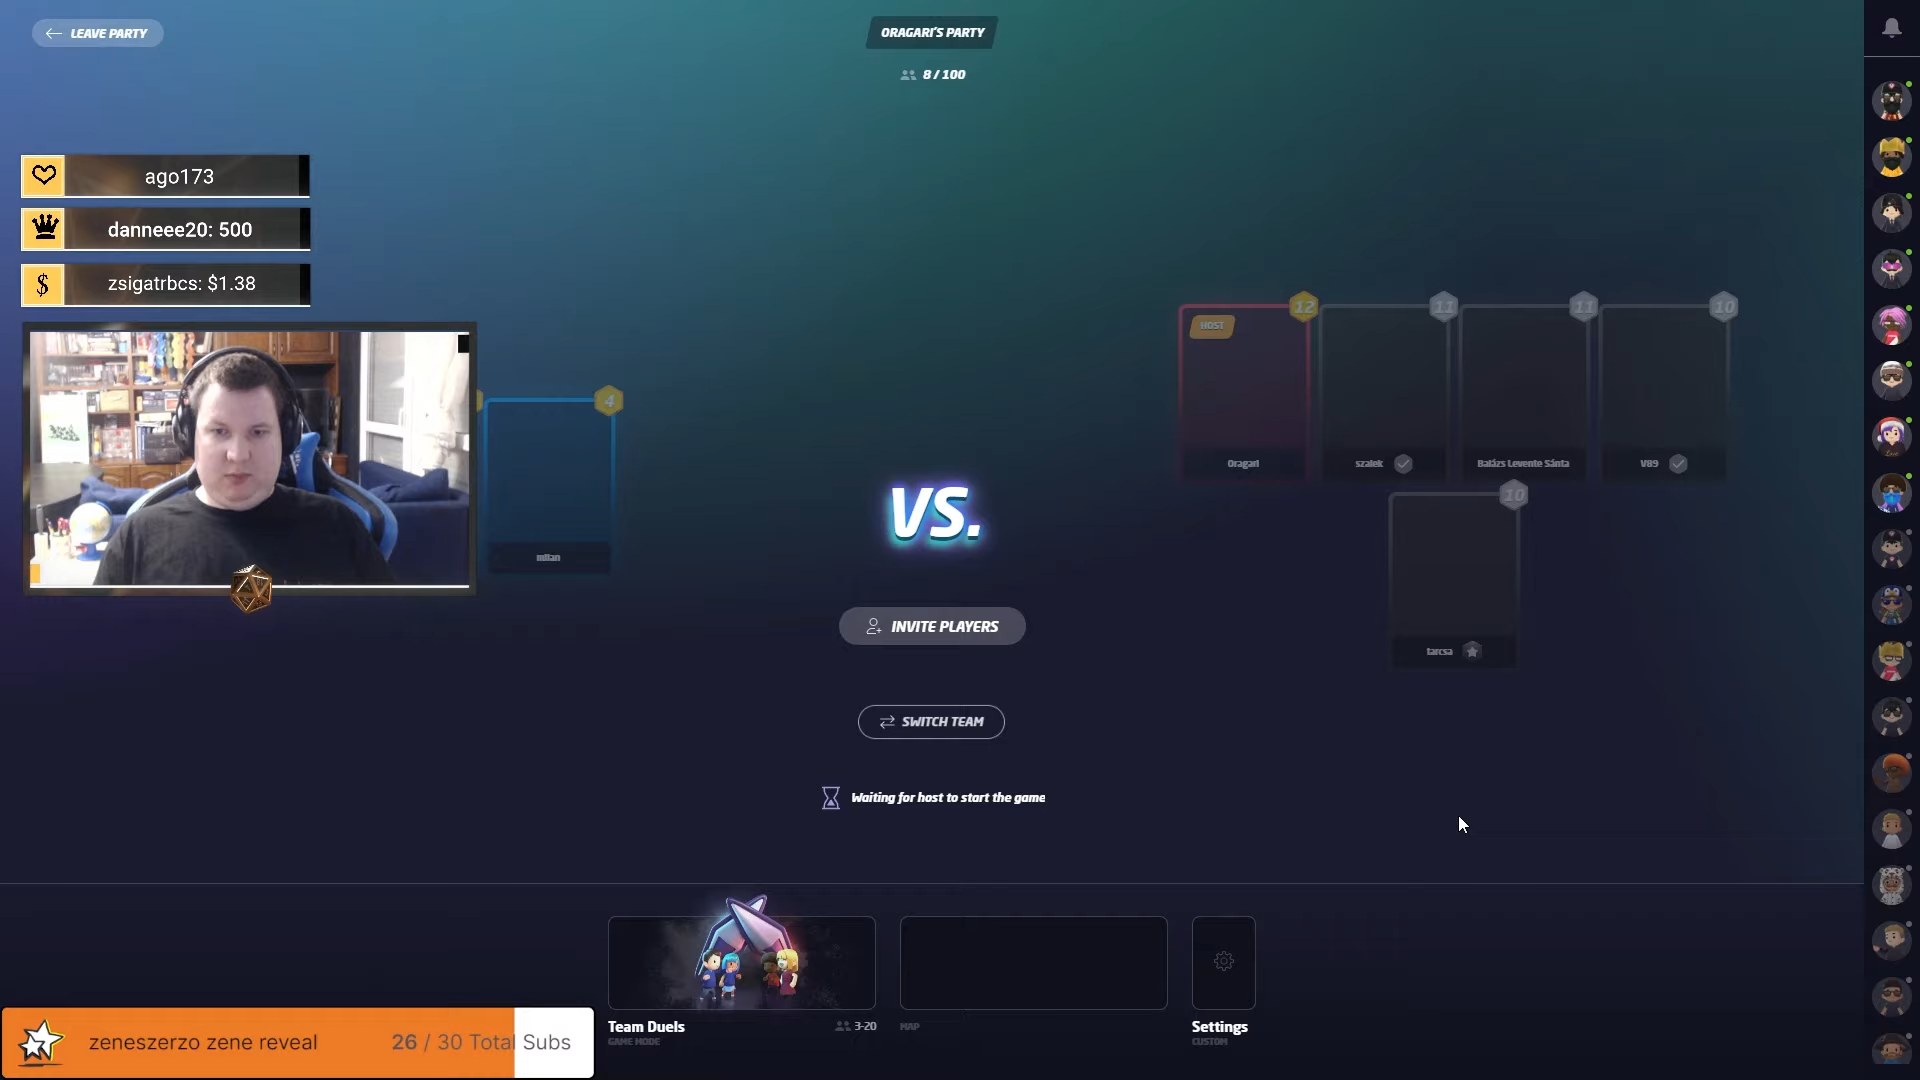 LEAVE PARTY
ORAGARI'S PARTY
8 / 100
ago173
danneee20: 500
$
zsigatrbcs: $1.38
12
11
11
10
HOST
4
Oragari
szalek
Balázs Levente Sánta
V89
10
VS.
milan
INVITE PLAYERS
tarcsa
SWITCH TEAM
Waiting for host to start the game
Team Duels
3-20
MAP
Settings
GAME MODE
CUSTOM
zeneszerzo zene reveal
26 / 30 Total Subs